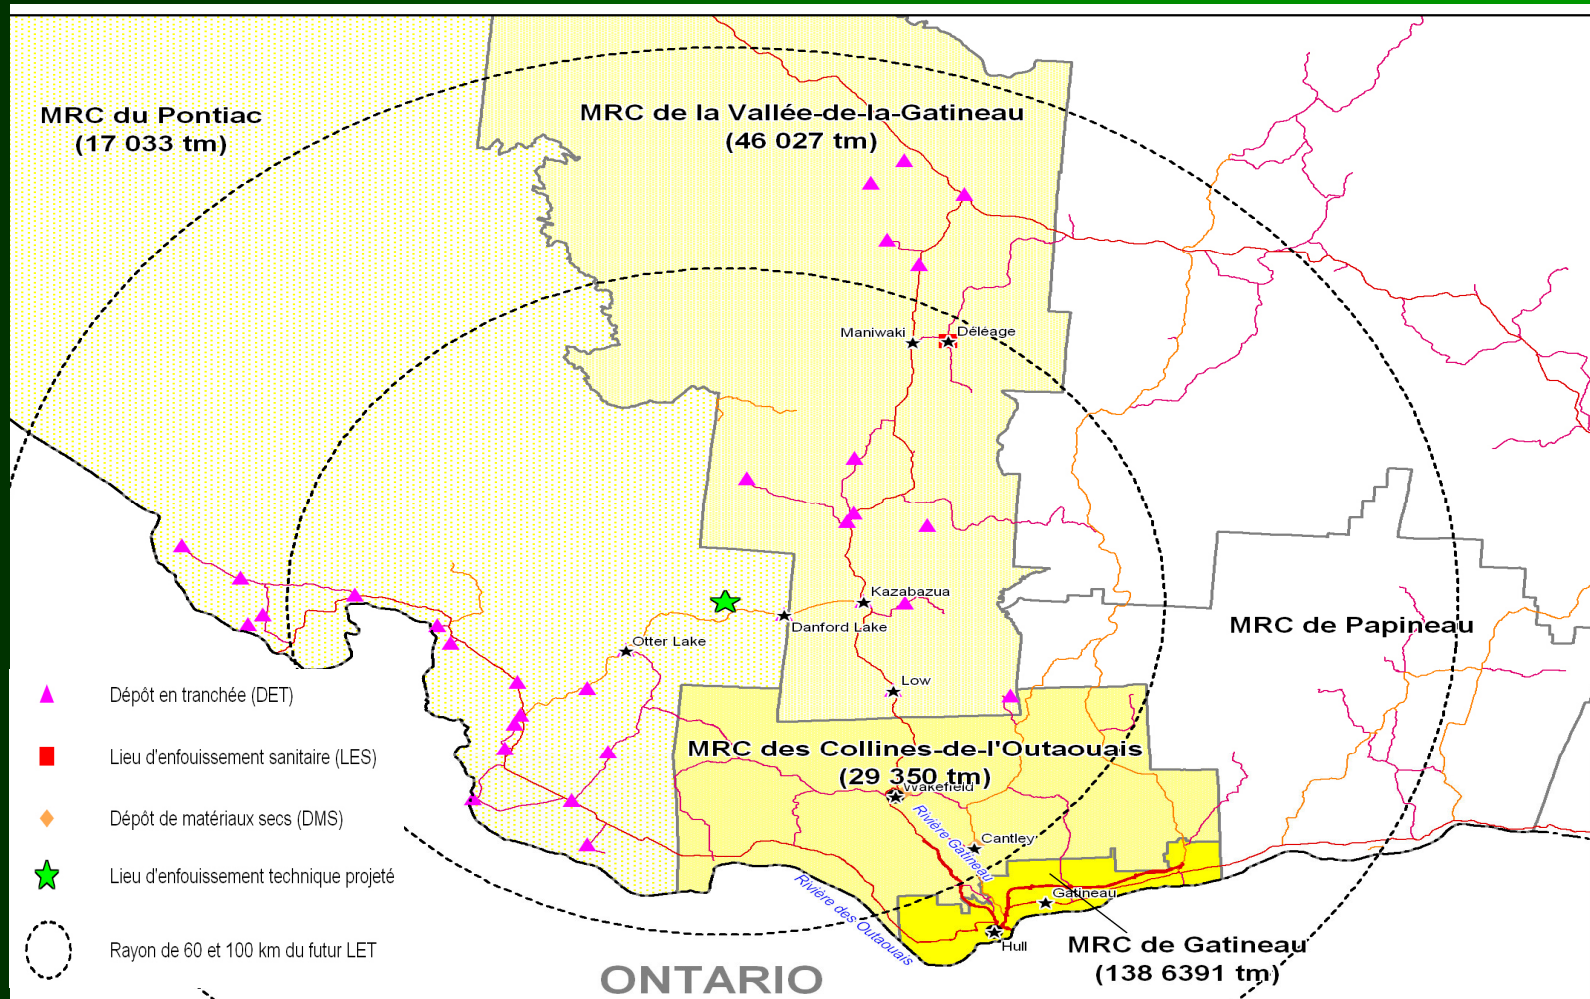 MRC du Pontiac
(17 033 tm)
MRC de la Vallée-de-la-Gatineau
(46 027 tm)
Maniwaki
Déléage
Kazabazua
Danford Lake
Otter Lake
Low
MRC de Papineau
MRC des Collines-de-l'Outaouais
(29 350 tm)
Wakefield
Rivière Gatineau
Cantley
Rivière des Outaouais
Gatineau
Hull
MRC de Gatineau
(138 6391 tm)
ONTARIO
Dépôt en tranchée (DET)
Lieu d'enfouissement sanitaire (LES)
Dépôt de matériaux secs (DMS)
Lieu d'enfouissement technique projeté
Rayon de 60 et 100 km du futur LET